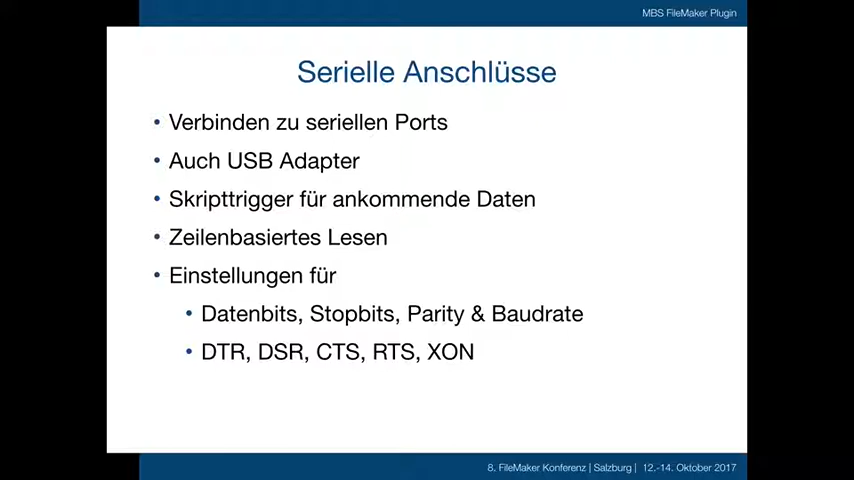 MBS FileMaker Plugin
Serielle Anschlüsse
• Verbinden zu seriellen Ports
• Auch USB Adapter
• Skripttrigger für ankommende Daten
• Zeilenbasiertes Lesen
• Einstellungen für
• Datenbits, Stopbits, Parity & Baudrate
• DTR, DSR, CTS, RTS, XON
8. FileMaker Konferenz | Salzburg | 12.-14. Oktober 2017